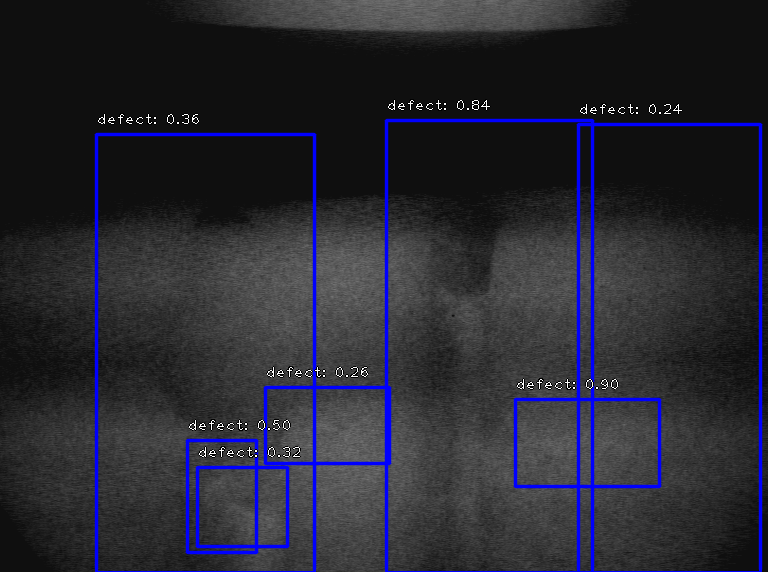 defect: 0.84
defect: 0.24
defect: 0.36
defect: 0.26
defect: 0.90
defect: 0.50
defect: 0.32